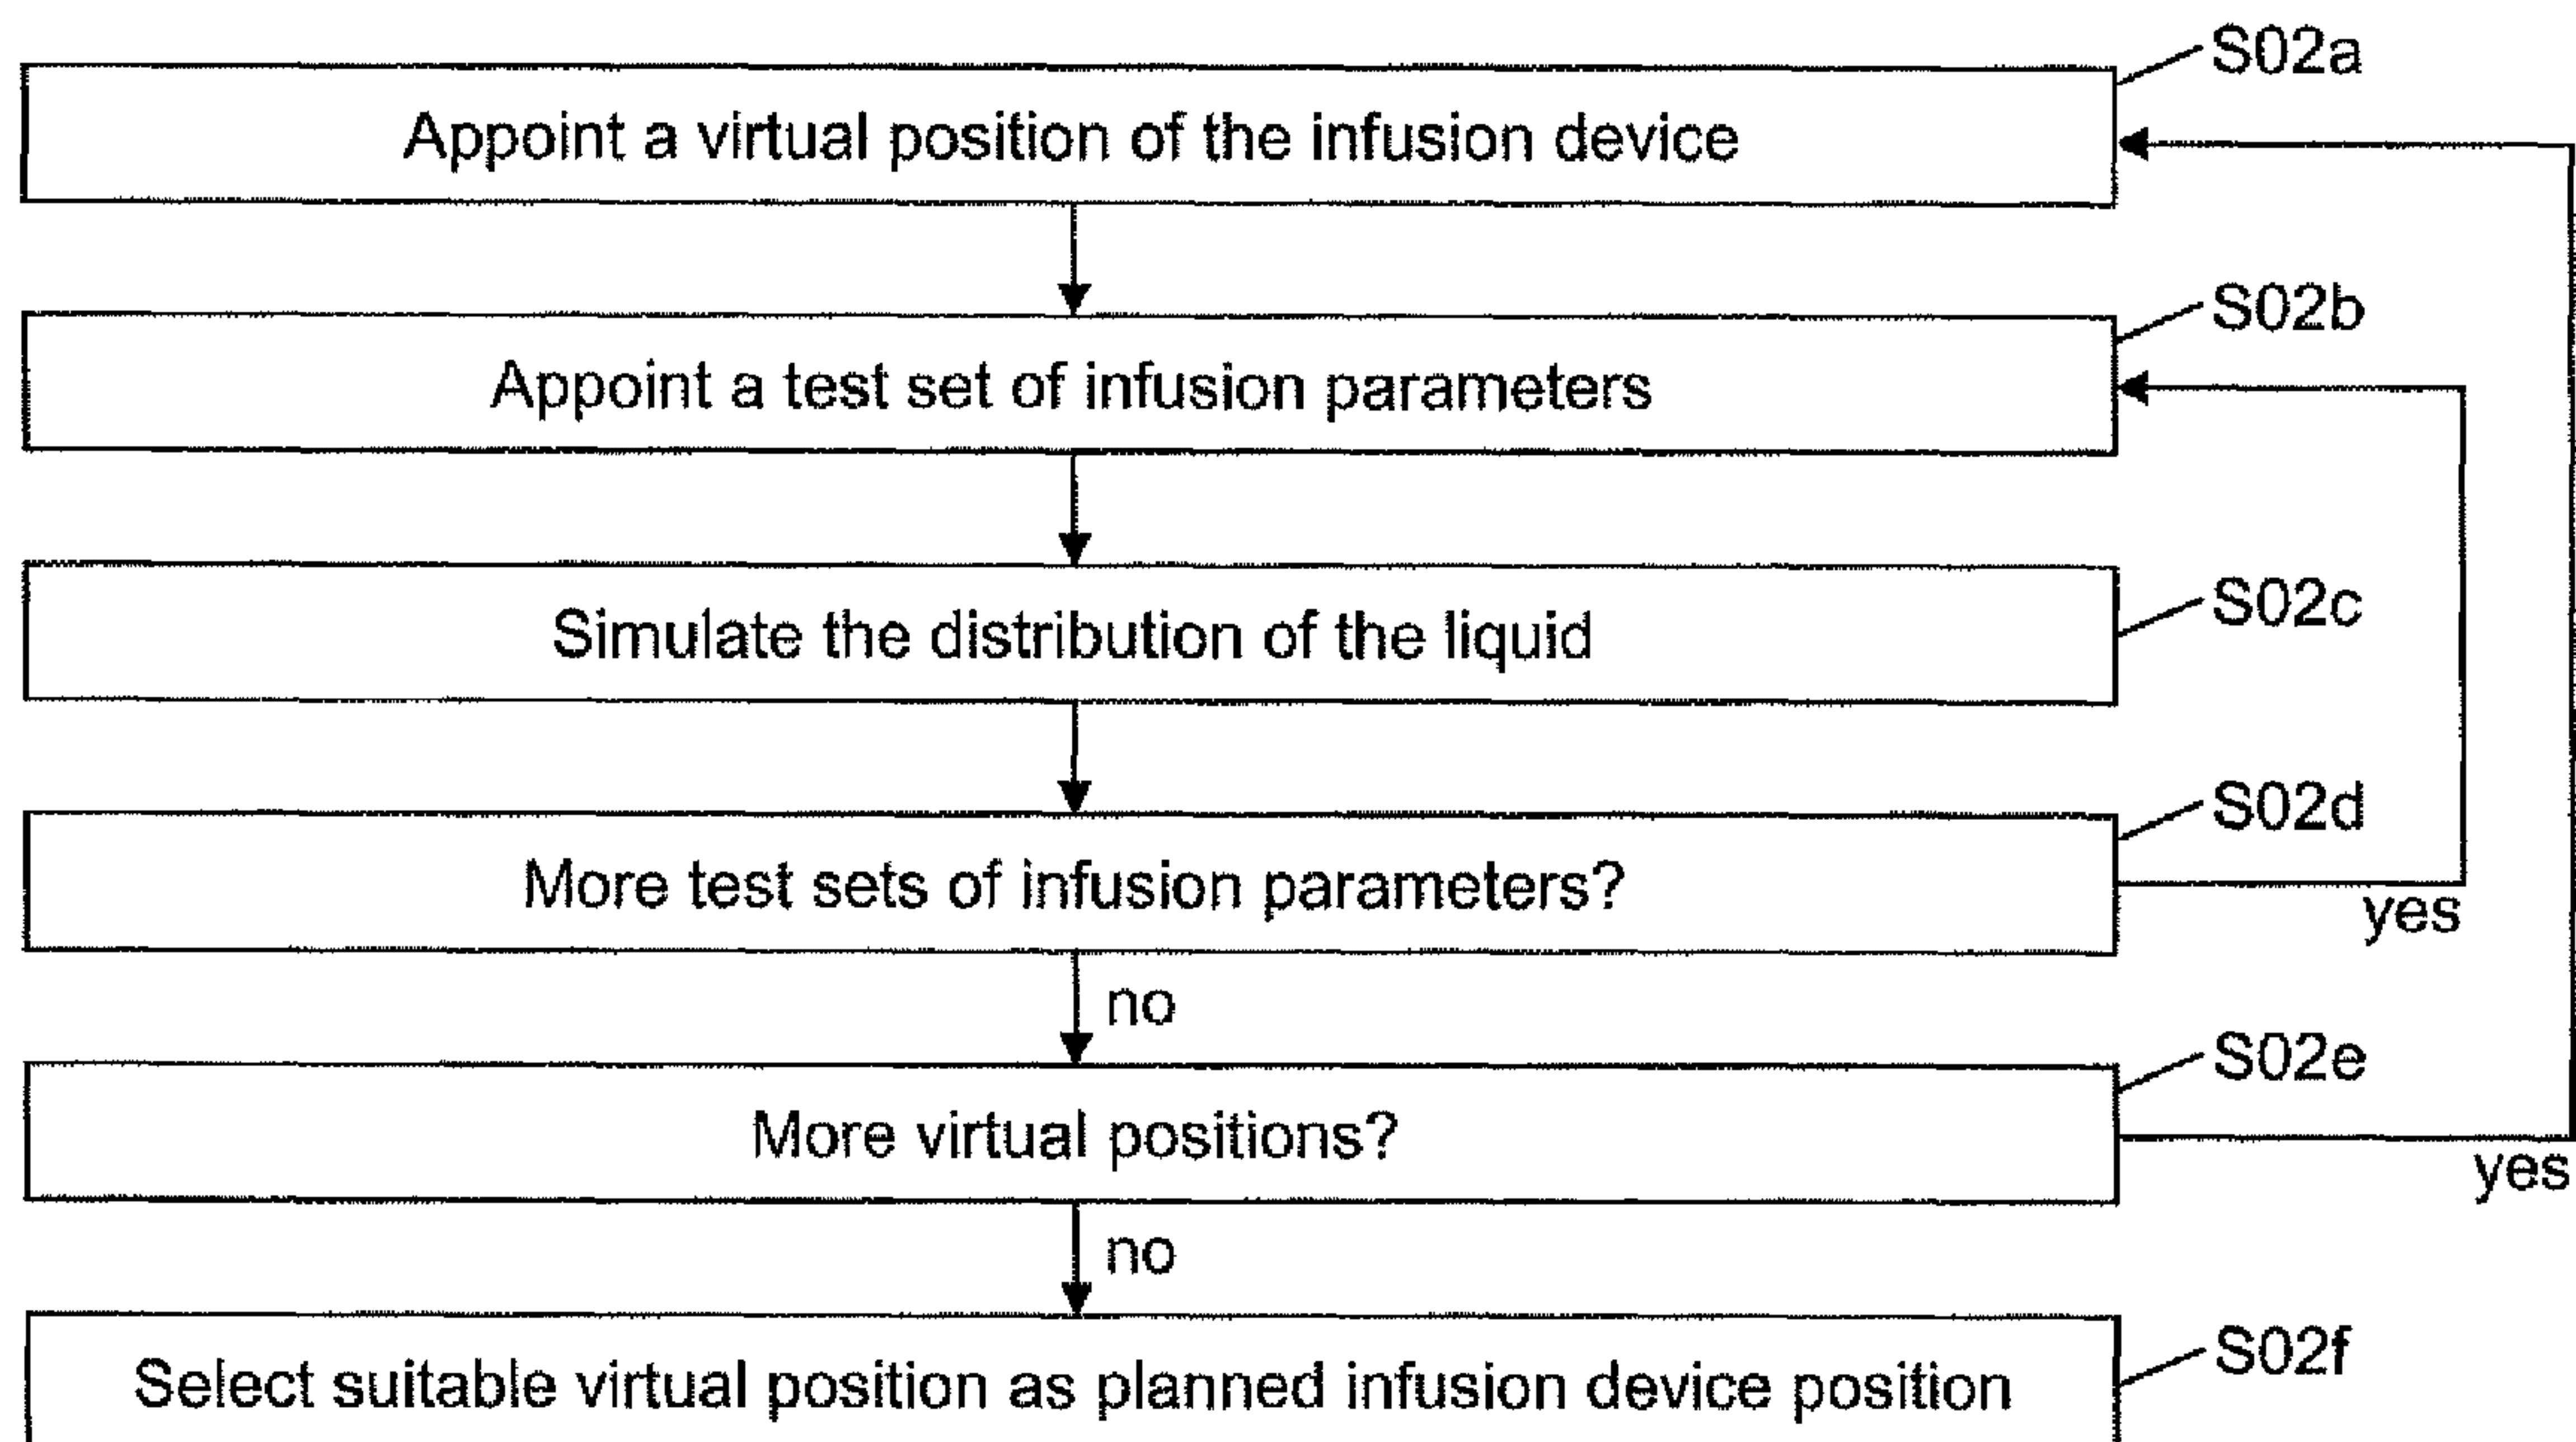 S02a
Appoint a virtual position of the infusion device
S02b
Appoint a test set of infusion parameters
S02c
Simulate the distribution of the liquid
S02d
More test sets of infusion parameters?
yes
no
S02e
More virtual positions?
yes
no
S02f
Select suitable virtual position as planned infusion device position